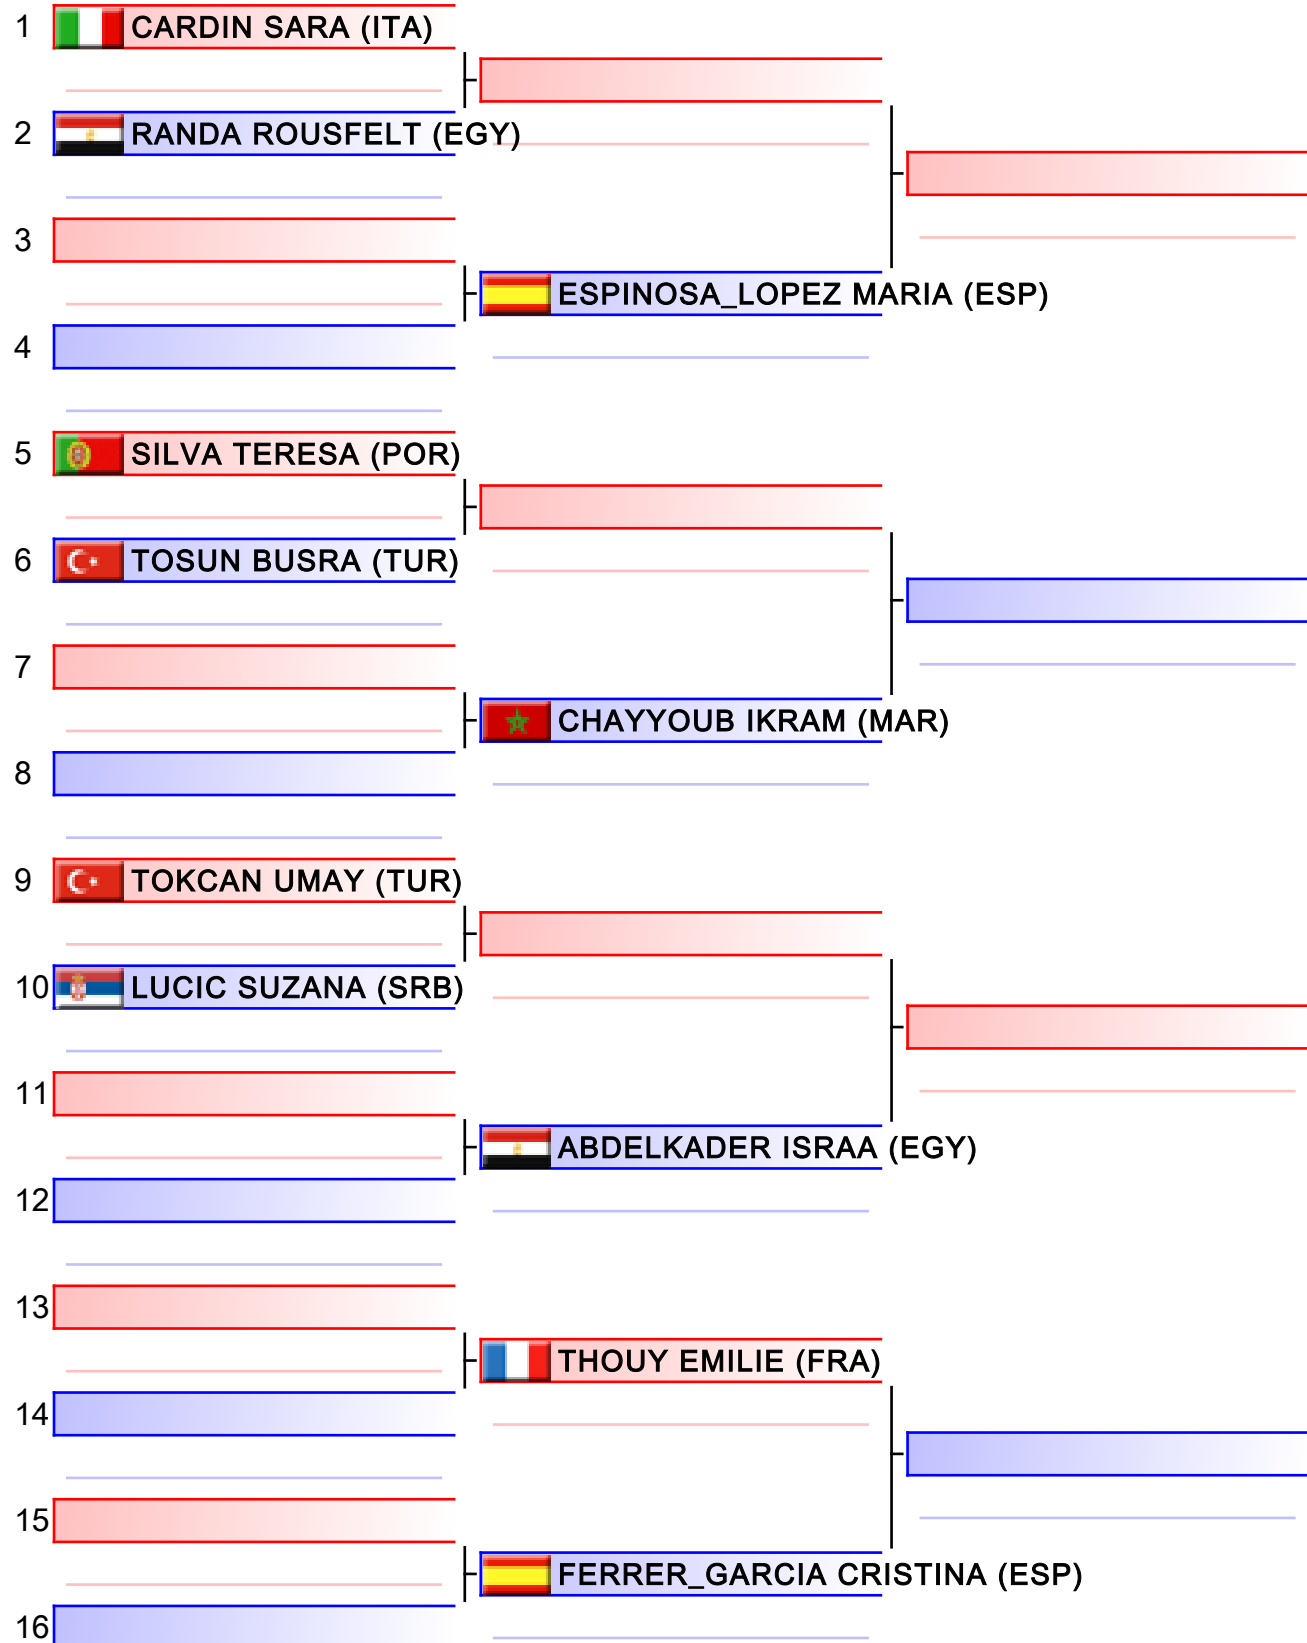 1 CARDIN SARA (ITA)
2 RANDA ROUSFELT (EGY)
3
ESPINOSA_LOPEZ MARIA (ESP)
4
5 SILVA TERESA (POR)
6 TOSUN BUSRA (TUR)
7
CHAYYOUB IKRAM (MAR)
8
9 TOKCAN UMAY (TUR)
10 LUCIC SUZANA (SRB)
11
ABDELKADER ISRAA (EGY)
12
13
THOUY EMILIE (FRA)
14
15
FERRER_GARCIA CRISTINA (ESP)
16